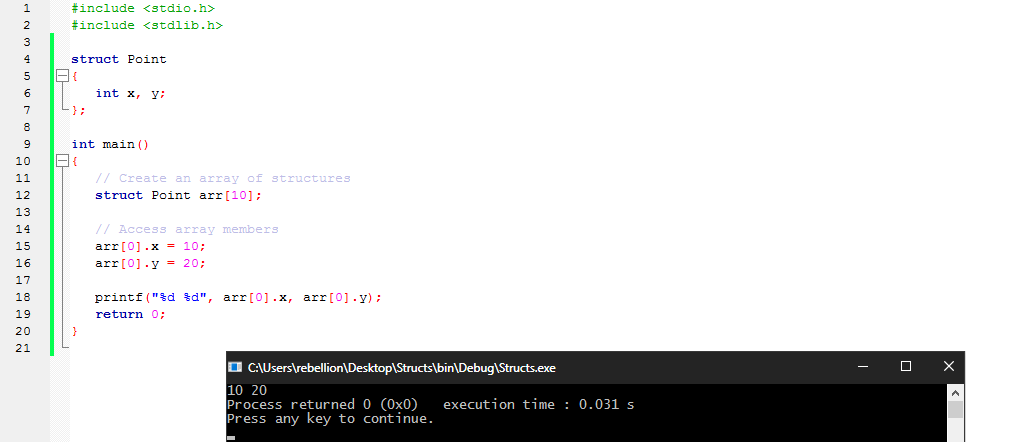 1 #include <stdio.h>
2 #include <stdlib.h>
3
4 struct Point
5 {
6 int x, y;
7 };
8
9 int main()
10 {
11 // Create an array of structures
12 struct Point arr[10];
13
14 // Access array members
15 arr[0].x = 10;
16 arr[0].y = 20;
17
18 printf("%d %d", arr[0].x, arr[0].y);
19 return 0;
20 }
21
C:\Users\rebellion\Desktop\Structs\bin\Debug\Structs.exe
10 20
Process returned 0 (0x0)   execution time : 0.031 s
Press any key to continue.